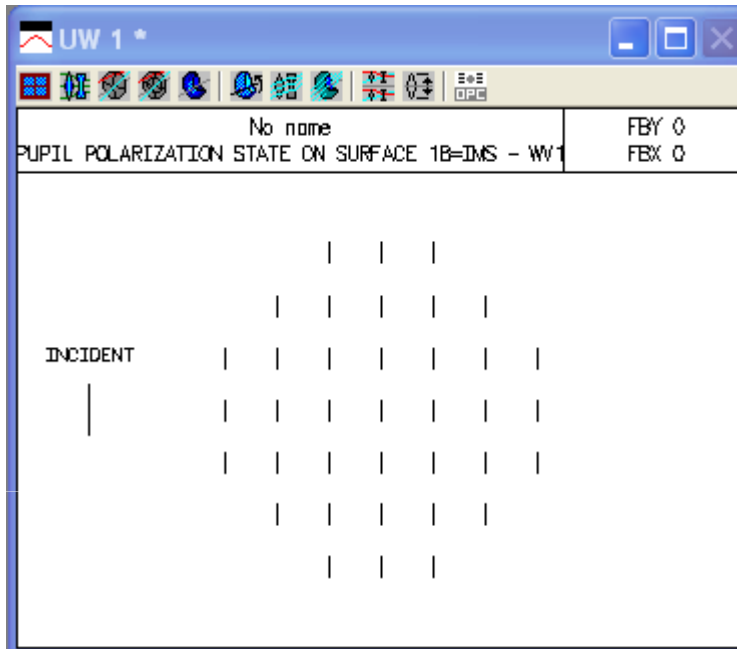 UW 1 *
No name
PUPIL POLARIZATION STATE ON SURFACE 18=IMS - WV1
FBY 0
FBX 0
INCIDENT